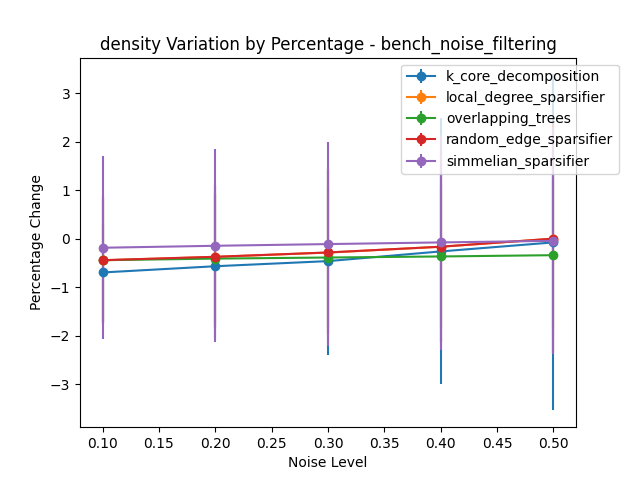 density Variation by Percentage - bench_noise_filtering
k_core_decomposition
local_degree_sparsifier
overlapping_trees
random_edge_sparsifier
simmelian_sparsifier
Percentage Change
3
2
1
0
−1
−2
−3
0.10 0.15 0.20 0.25 0.30 0.35 0.40 0.45 0.50
Noise Level